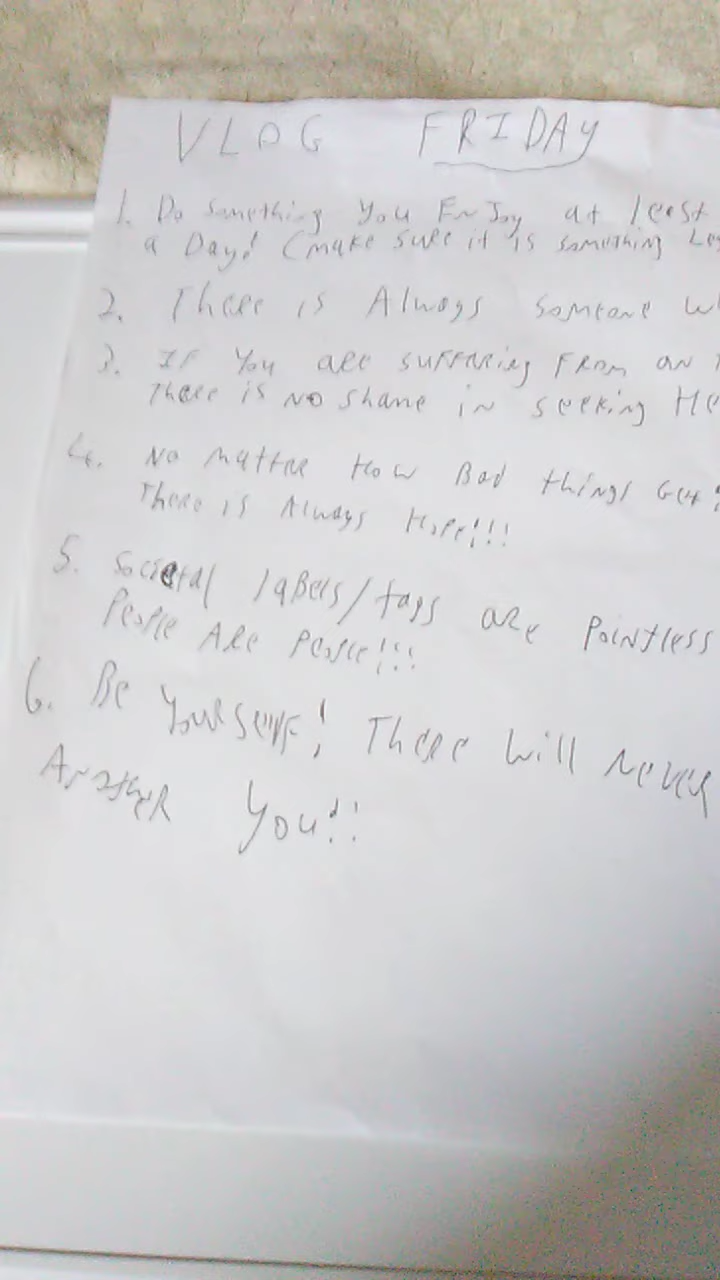 VLOG FRIDAY
1. Do Something You Enjoy at least
a Day! (make sure it is something
2. There is Always Someone
3. If You are suffering From an
There is NO Shame in seeking
4. No matter How Bad things Get!
There is Always Hope!!!
5. Societal labels/tags are Pointless
People Are People!!!
6. Be Yourself! There will never
Another You!!